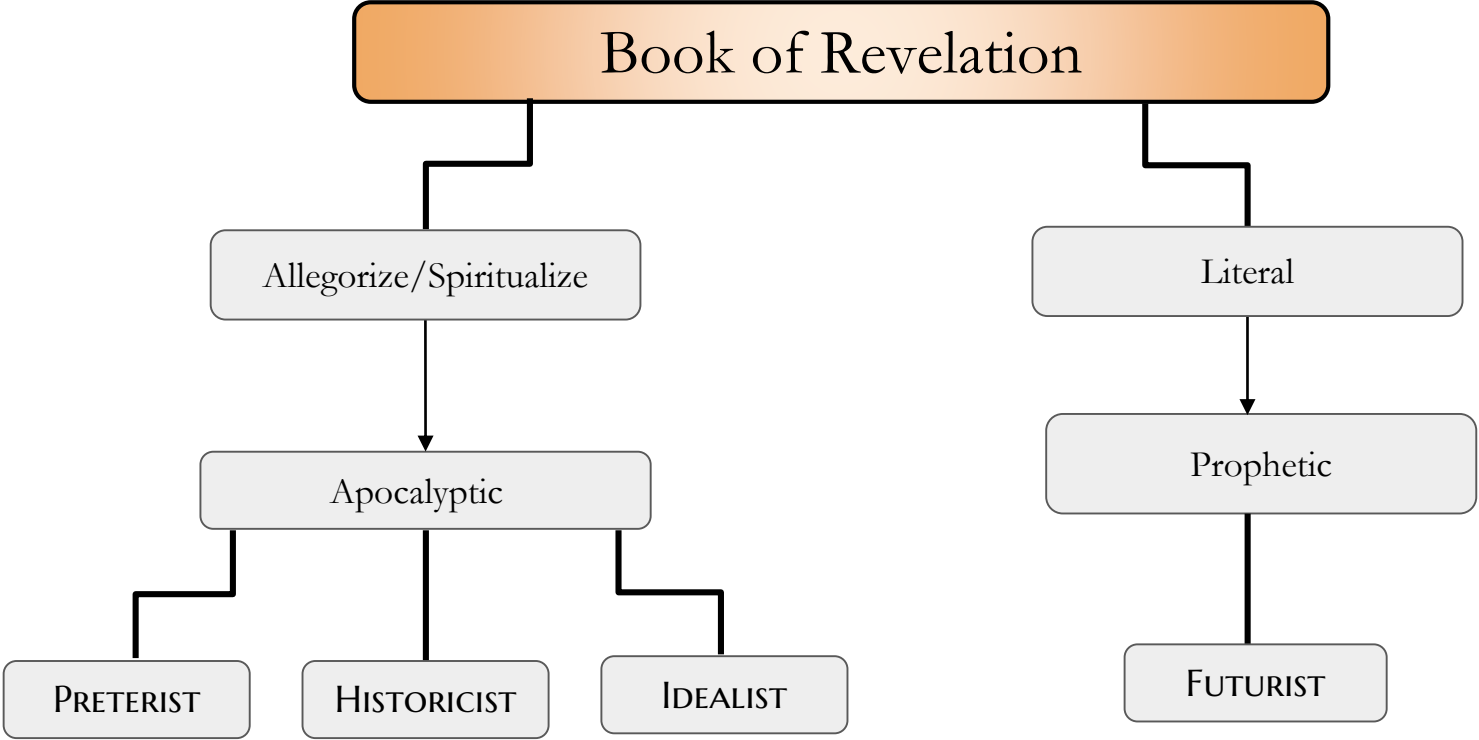 Book of Revelation
Allegorize/Spiritualize
Literal
Apocalyptic
Prophetic
PRETERIST
HISTORICIST
IDEALIST
FUTURIST